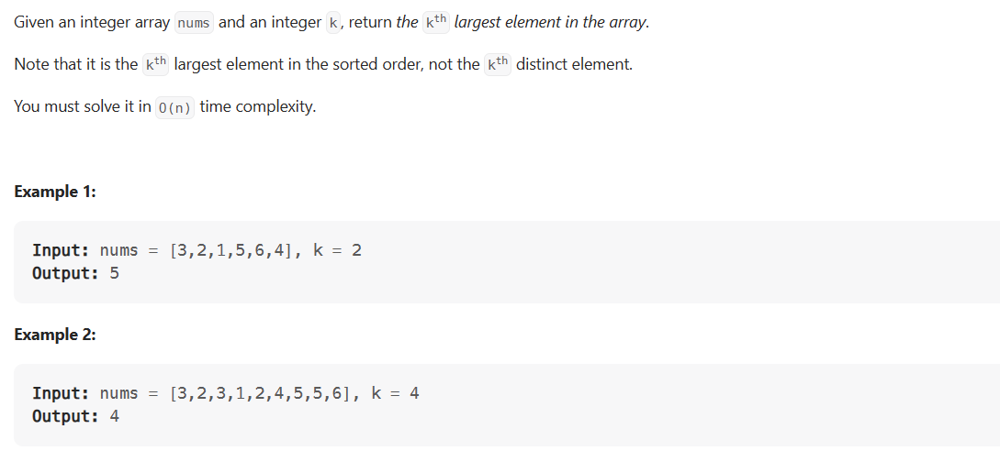 Given an integer array nums and an integer k, return the kth largest element in the array.
Note that it is the kth largest element in the sorted order, not the kth distinct element.
You must solve it in O(n) time complexity.
Example 1:
Input: nums = [3,2,1,5,6,4], k = 2
Output: 5
Example 2:
Input: nums = [3,2,3,1,2,4,5,5,6], k = 4
Output: 4